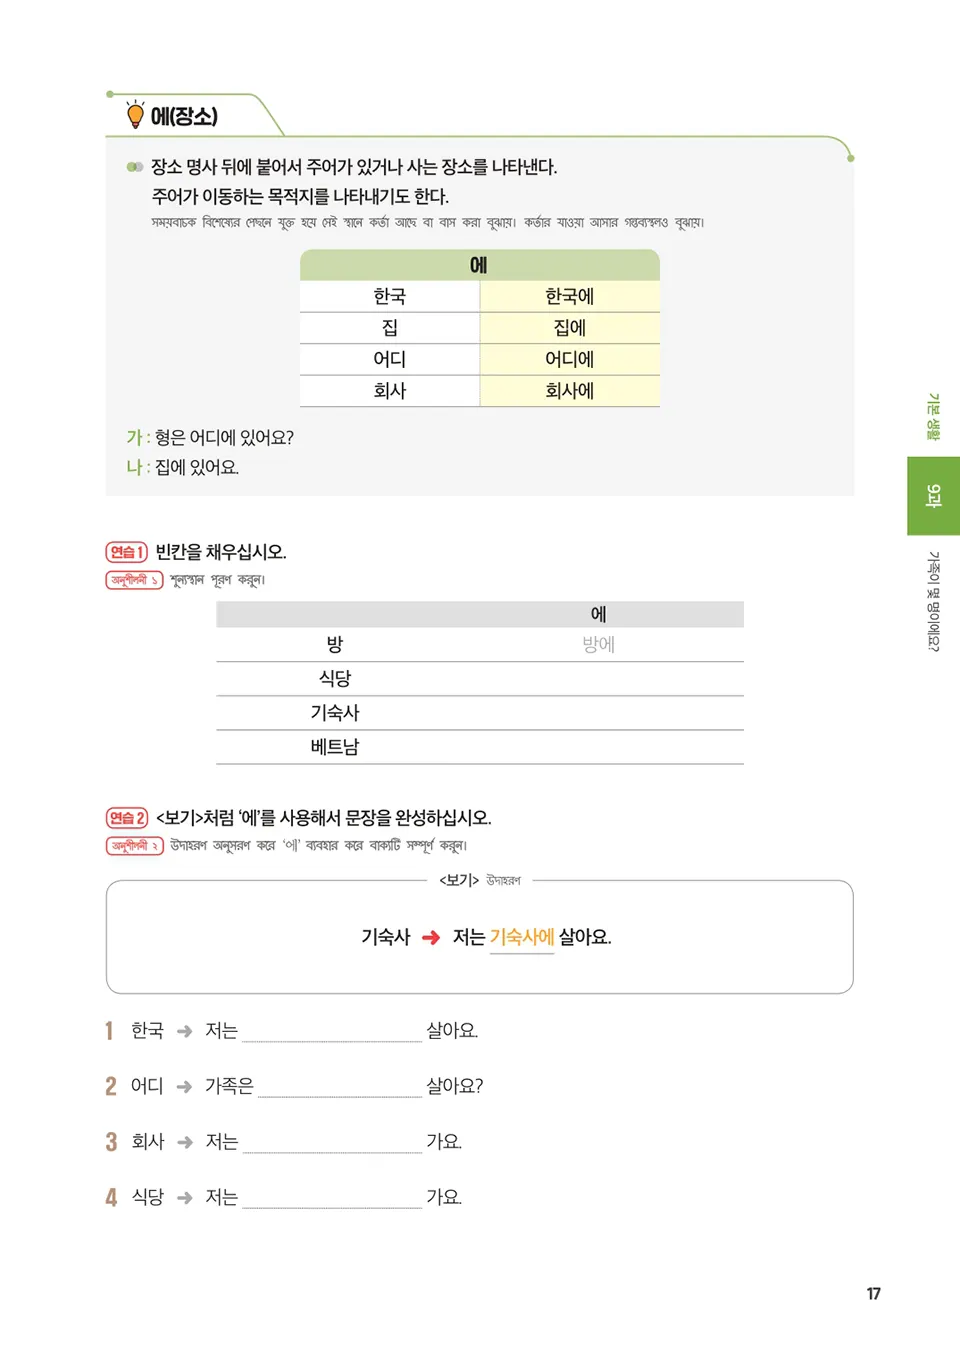 에(장소)
장소 명사 뒤에 붙어서 주어가 있거나 사는 장소를 나타낸다.
주어가 이동하는 목적지를 나타내기도 한다.
সময়বাচক বিশেষ্যের পেছনে যুক্ত হয়ে সেই স্থানে কর্তা আছে বা বাস করা বুঝায়। কর্তার যাওয়া আসার গন্তব্যস্থলও বুঝায়।
에
한국 한국에
집 집에
어디 어디에
회사 회사에
가 : 형은 어디에 있어요?
나 : 집에 있어요.
기본 생활
9과
가족이 몇 명이에요?
연습 1 빈칸을 채우십시오.
অনুশীলনী ১ শূন্যস্থান পূরণ করুন।
에
방 방에
식당
기숙사
베트남
연습 2 <보기>처럼 ‘에’를 사용해서 문장을 완성하십시오.
অনুশীলনী ২ উদাহরণ অনুসরণ করে ‘에’ ব্যবহার করে বাক্যটি সম্পূর্ণ করুন।
<보기> উদাহরণ
기숙사 ➜ 저는 기숙사에 살아요.
1 한국 ➜ 저는 살아요.
2 어디 ➜ 가족은 살아요?
3 회사 ➜ 저는 가요.
4 식당 ➜ 저는 가요.
17